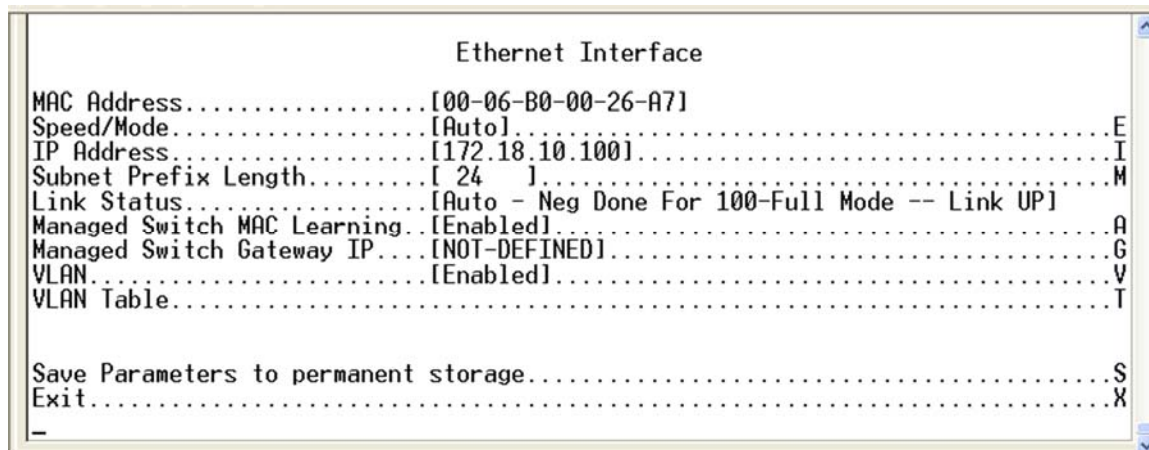 Ethernet Interface
MAC Address..................[00-06-B0-00-26-A7]
Speed/Mode...................[Auto]............................................E
IP Address...................[172.18.10.100]...................................I
Subnet Prefix Length.........[ 24   ]..........................................M
Link Status..................[Auto - Neg Done For 100-Full Mode -- Link UP]
Managed Switch MAC Learning..[Enabled].........................................A
Managed Switch Gateway IP....[NOT-DEFINED].....................................G
VLAN.........................[Enabled].........................................V
VLAN Table.....................................................................T
Save Parameters to permanent storage...........................................S
Exit...........................................................................X